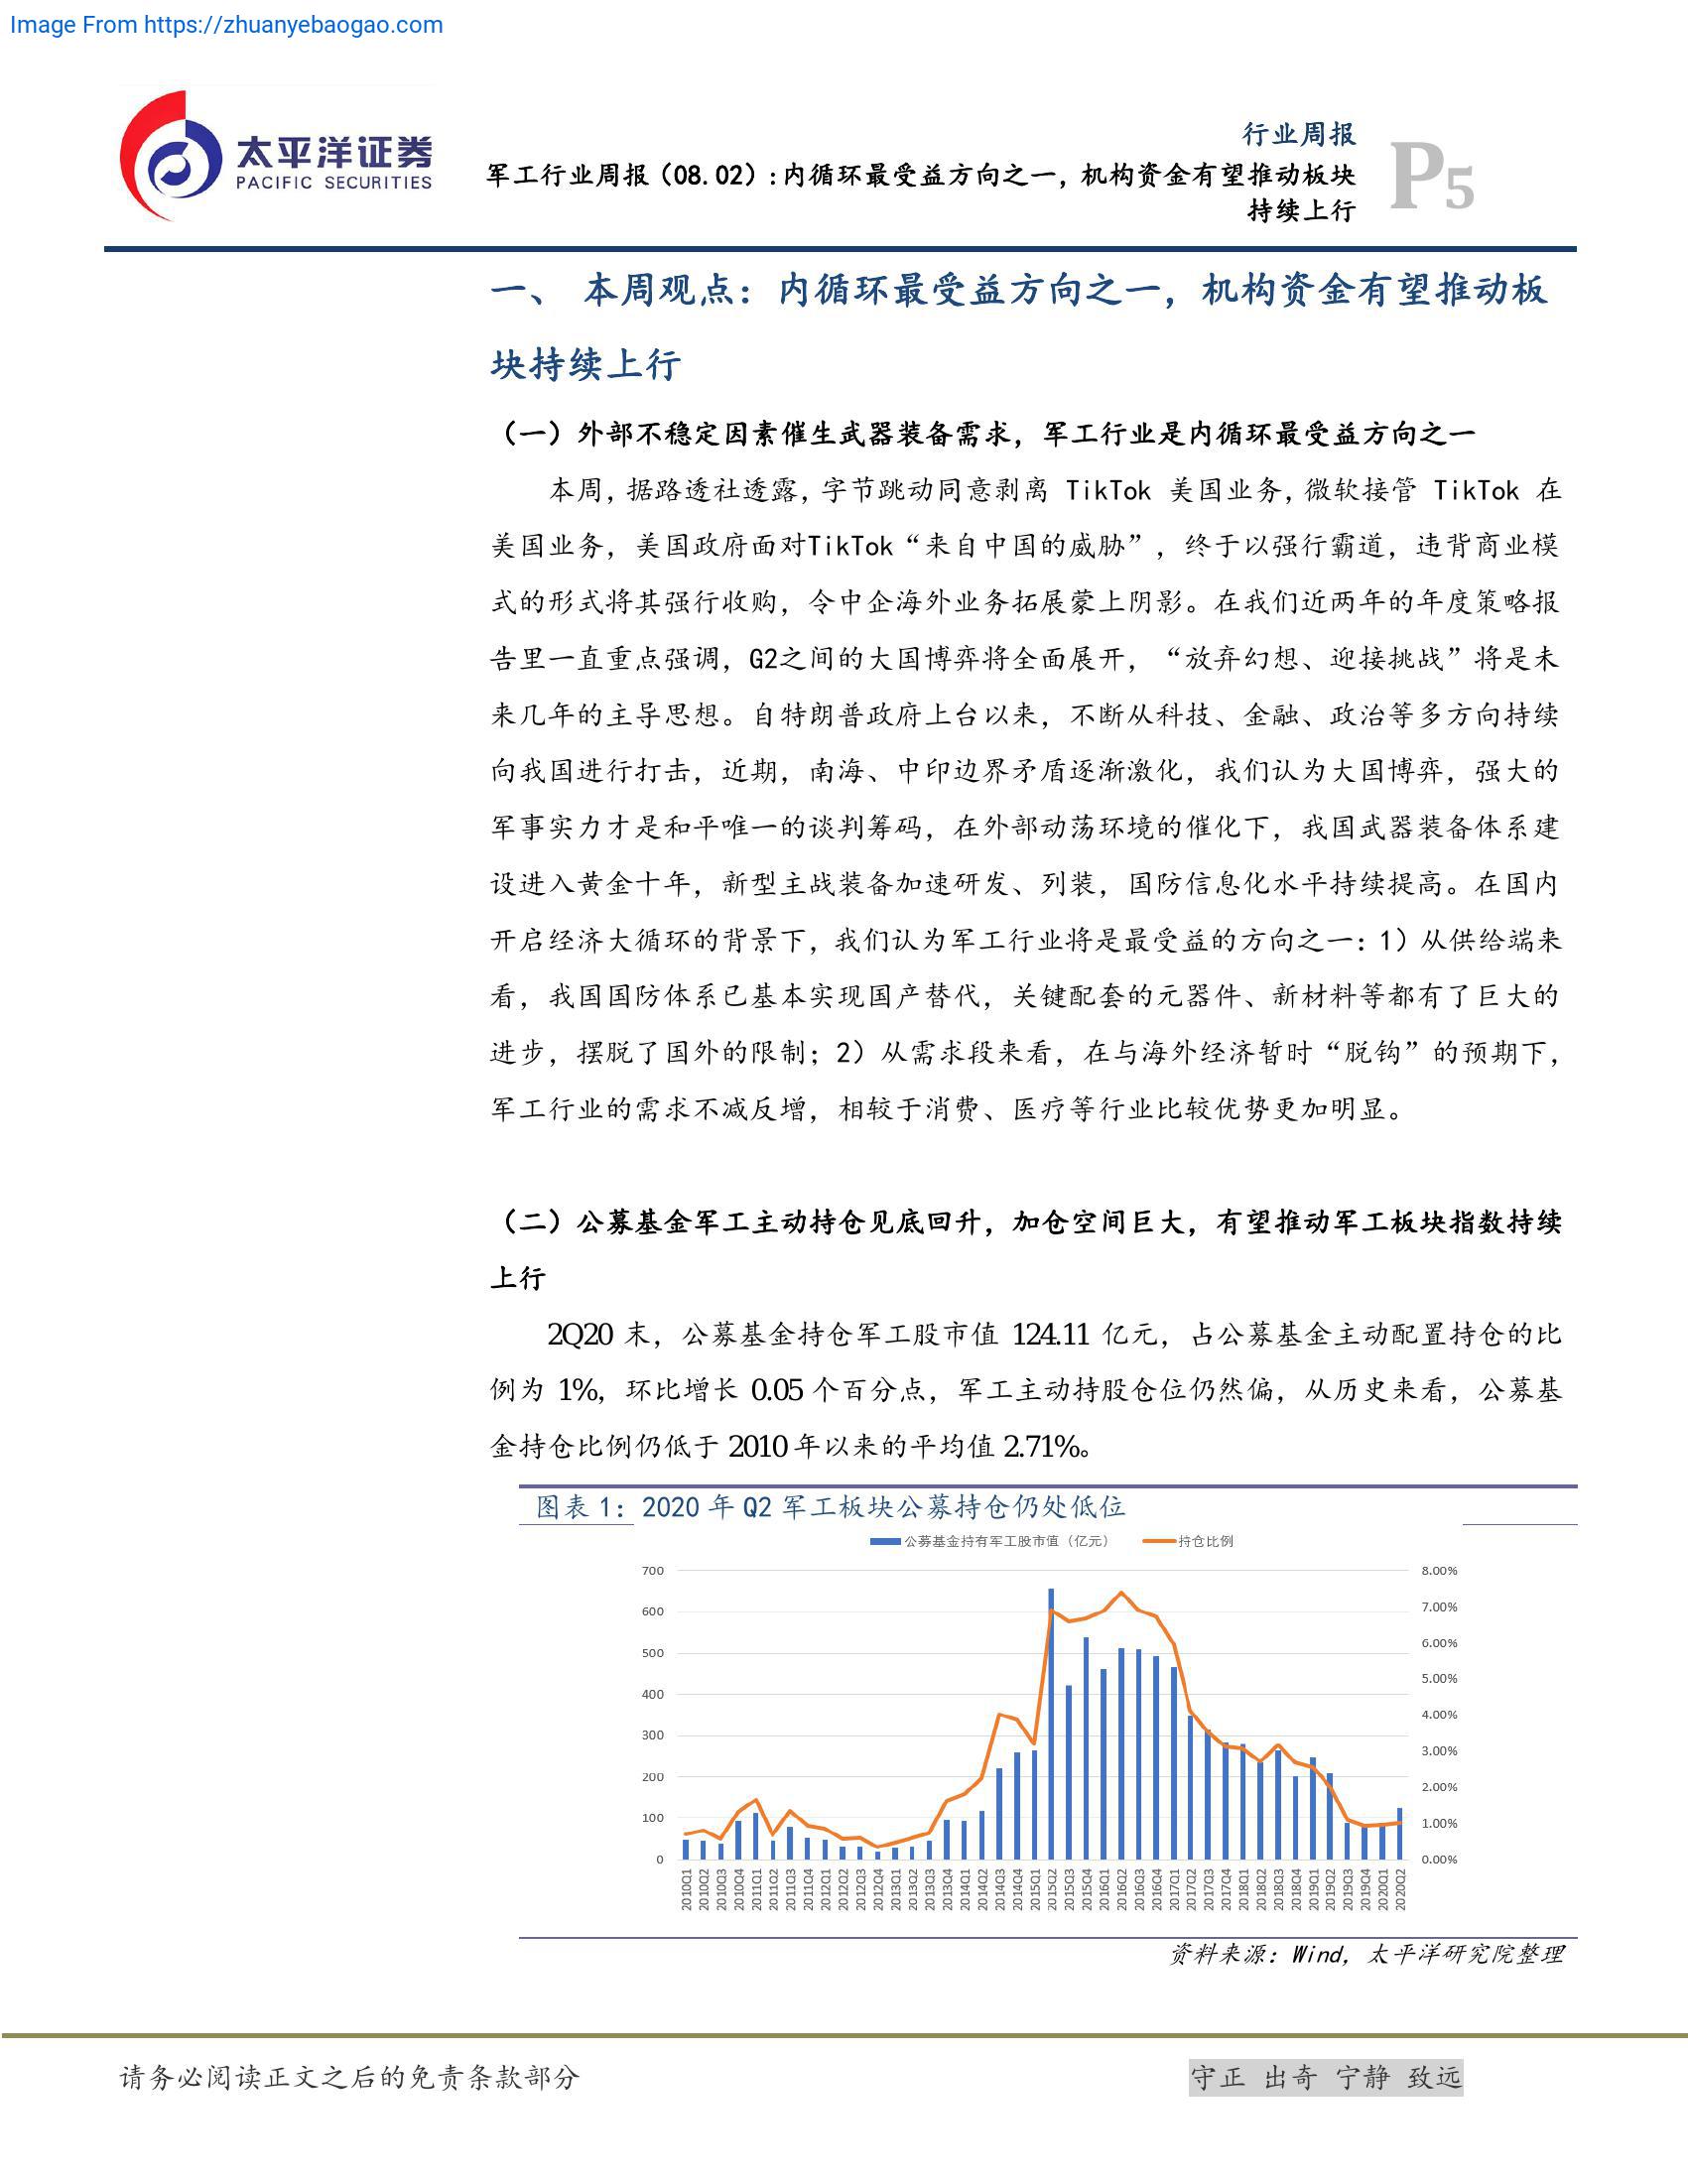 Image From https://zhuanyebaogao.com
太平洋证券
PACIFIC SECURITIES
行业周报
军工行业周报（08.02）:内循环最受益方向之一，机构资金有望推动板块
持续上行
P5
一、 本周观点：内循环最受益方向之一，机构资金有望推动板
块持续上行
（一）外部不稳定因素催生武器装备需求，军工行业是内循环最受益方向之一
本周，据路透社透露，字节跳动同意剥离 TikTok 美国业务，微软接管 TikTok 在
美国业务，美国政府面对TikTok“来自中国的威胁”，终于以强行霸道，违背商业模
式的形式将其强行收购，令中企海外业务拓展蒙上阴影。在我们近两年的年度策略报
告里一直重点强调，G2之间的大国博弈将全面展开，“放弃幻想、迎接挑战”将是未
来几年的主导思想。自特朗普政府上台以来，不断从科技、金融、政治等多方向持续
向我国进行打击，近期，南海、中印边界矛盾逐渐激化，我们认为大国博弈，强大的
军事实力才是和平唯一的谈判筹码，在外部动荡环境的催化下，我国武器装备体系建
设进入黄金十年，新型主战装备加速研发、列装，国防信息化水平持续提高。在国内
开启经济大循环的背景下，我们认为军工行业将是最受益的方向之一：1）从供给端来
看，我国国防体系已基本实现国产替代，关键配套的元器件、新材料等都有了巨大的
进步，摆脱了国外的限制；2）从需求段来看，在与海外经济暂时“脱钩”的预期下，
军工行业的需求不减反增，相较于消费、医疗等行业比较优势更加明显。
（二）公募基金军工主动持仓见底回升，加仓空间巨大，有望推动军工板块指数持续
上行
2Q20 末，公募基金持仓军工股市值 124.11 亿元，占公募基金主动配置持仓的比
例为 1%，环比增长 0.05 个百分点，军工主动持股仓位仍然偏，从历史来看，公募基
金持仓比例仍低于 2010 年以来的平均值 2.71%。
图表 1：2020 年 Q2 军工板块公募持仓仍处低位
公募基金持有军工股市值（亿元） 持仓比例
700 8.00%
7.00%
600
6.00%
500
5.00%
400
4.00%
300
3.00%
200
2.00%
100
1.00%
0 0.00%
2010Q1 2010Q2 2010Q3 2010Q4 2011Q1 2011Q2 2011Q3 2011Q4 2012Q1 2012Q2 2012Q3 2012Q4 2013Q1 2013Q2 2013Q3 2013Q4 2014Q1 2014Q2 2014Q3 2014Q4 2015Q1 2015Q2 2015Q3 2015Q4 2016Q1 2016Q2 2016Q3 2016Q4 2017Q1 2017Q2 2017Q3 2017Q4 2018Q1 2018Q2 2018Q3 2018Q4 2019Q1 2019Q2 2019Q3 2019Q4 2020Q1 2020Q2
资料来源：Wind，太平洋研究院整理
请务必阅读正文之后的免责条款部分
守正 出奇 宁静 致远